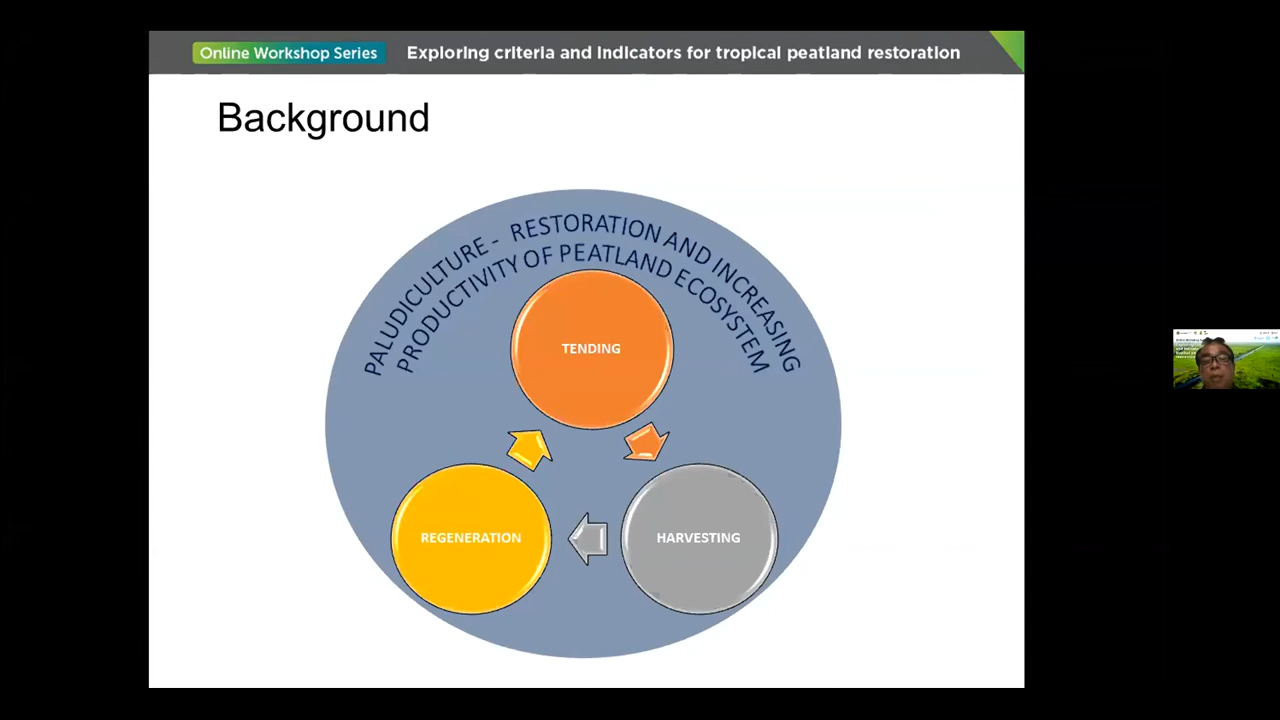 Online Workshop Series
Exploring criteria and indicators for tropical peatland restoration
Background
PALUDICULTURE - RESTORATION AND INCREASING
PRODUCTIVITY OF PEATLAND ECOSYSTEM
TENDING
REGENERATION
HARVESTING